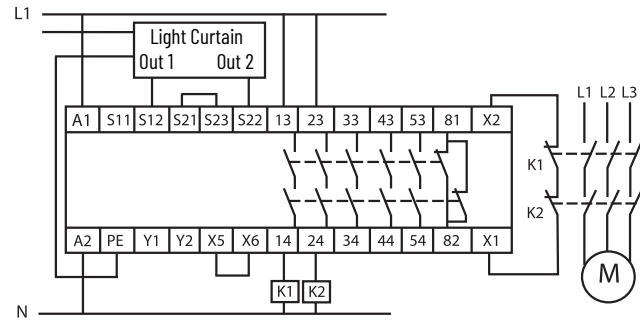 L1
Light Curtain
Out 1 Out 2
L1 L2 L3
A1 S11 S12 S21 S23 S22 13 23 33 43 53 81 X2
K1
K2
A2 PE Y1 Y2 X5 X6 14 24 34 44 54 82 X1
M
K1 K2
N